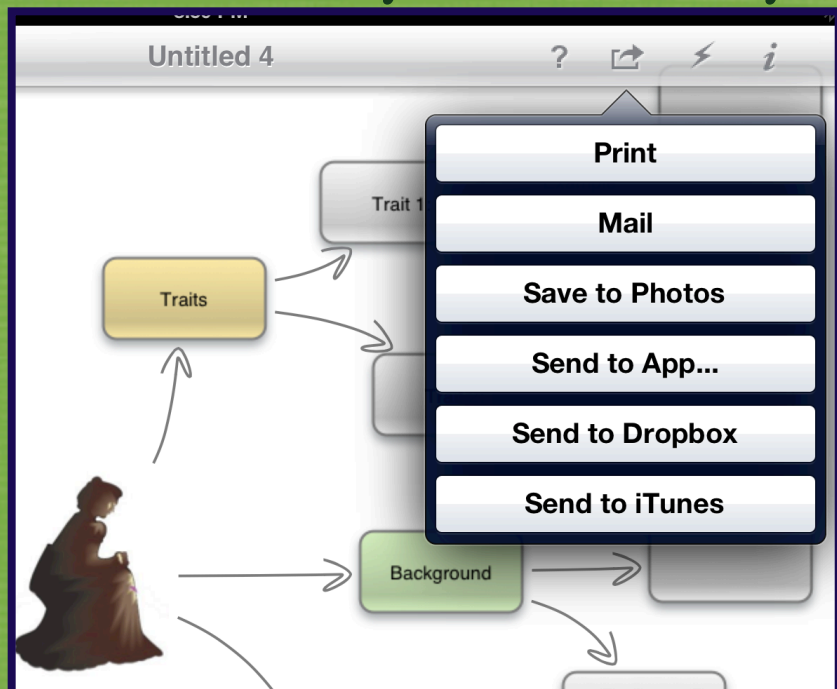 Untitled 4
?
i
Print
Mail
Trait 1
Save to Photos
Traits
Send to App...
Send to Dropbox
Send to iTunes
Background